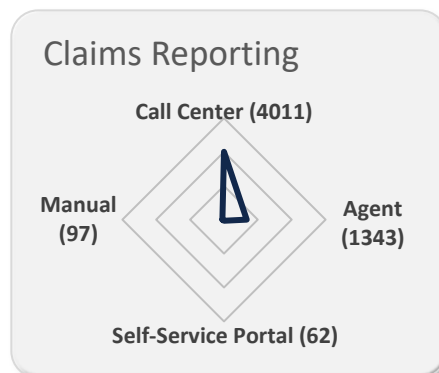 Claims Reporting
Call Center (4011)
Manual
(97)
Agent
(1343)
Self-Service Portal (62)